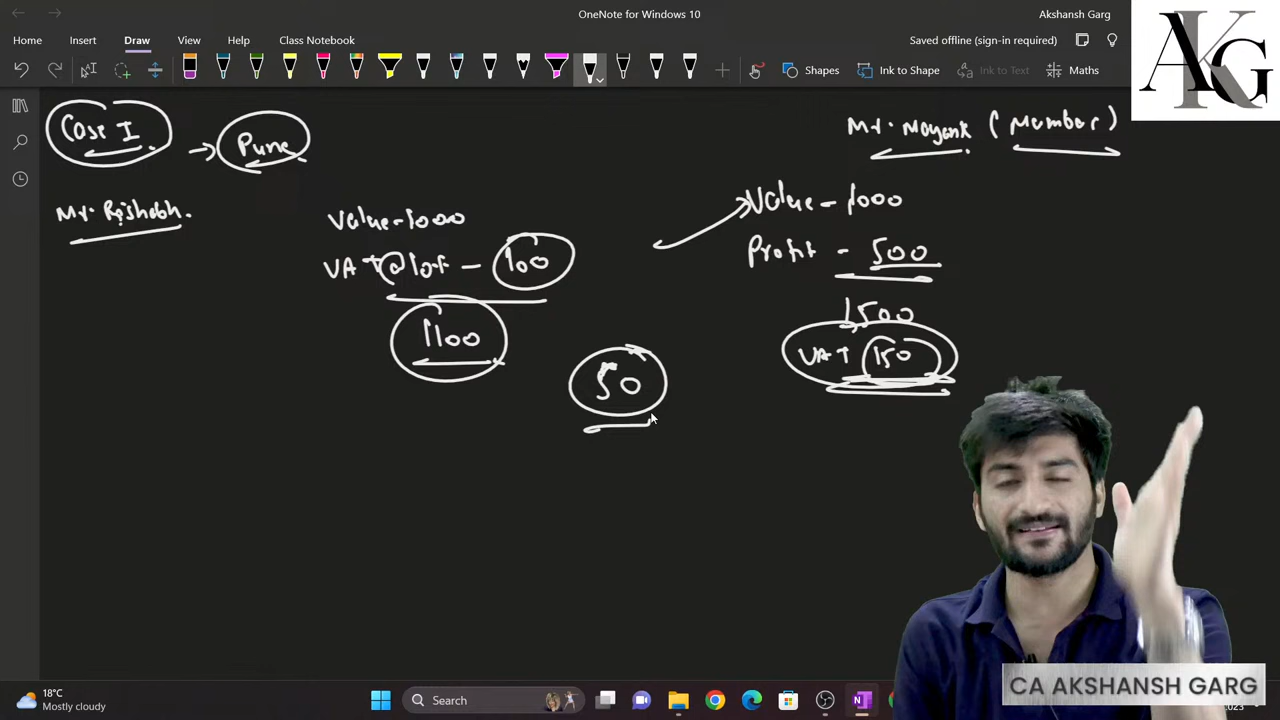 OneNote for Windows 10
Akshansh Garg
Home Insert Draw View Help Class Notebook
Saved offline (sign-in required)
Shapes Ink to Shape Ink to Text Maths
AKG
Case I → Pune
Mr. Mayank (Mumbai)
Mr. Rishabh.
Value - 1000
VAT @ 10% - 100
1100
50
Value - 1000
Profit - 500
1500
VAT 150
CA AKSHANSH GARG
18°C
Mostly cloudy
Search